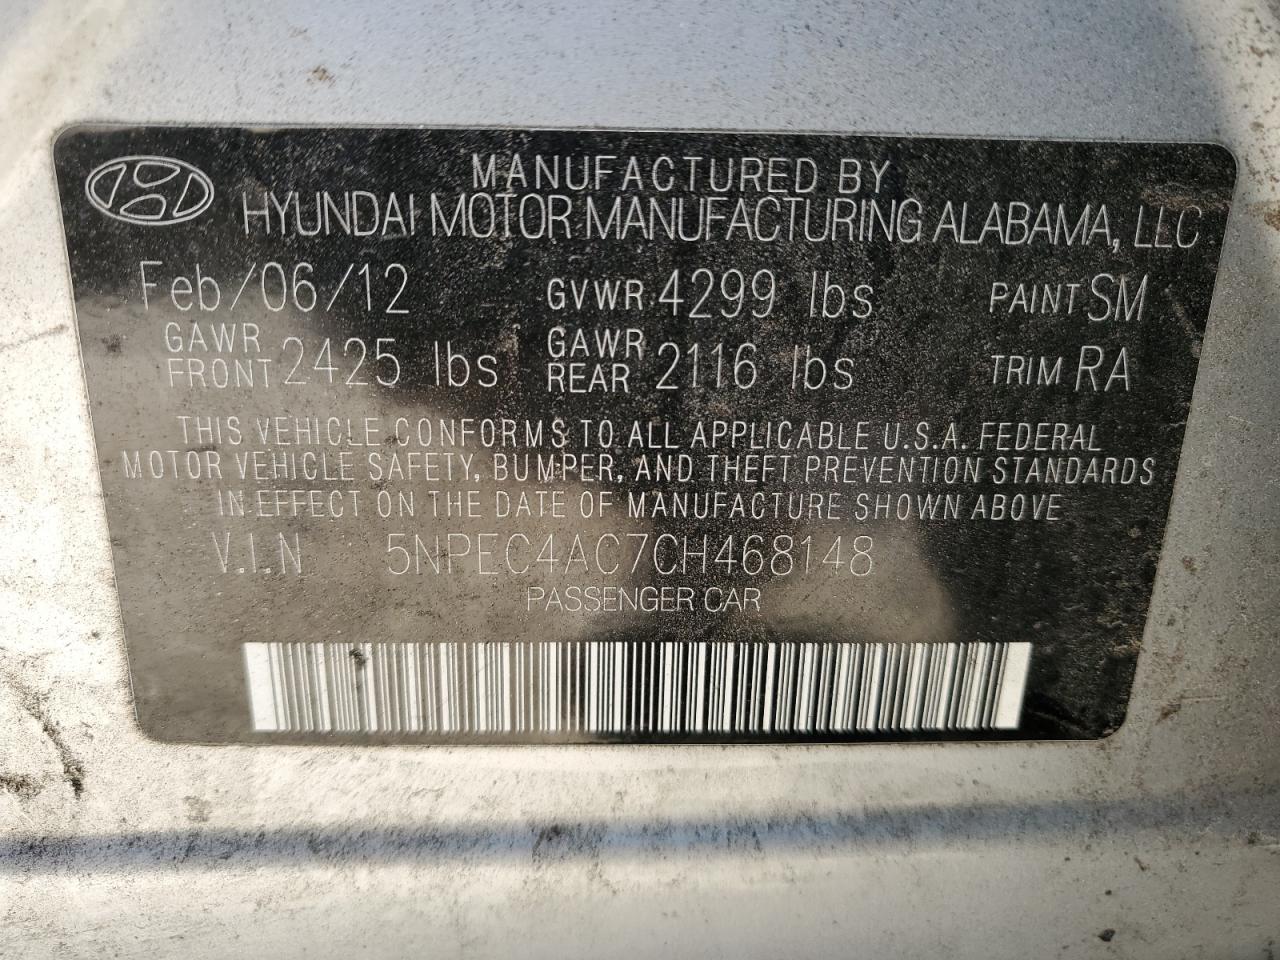 MANUFACTURED BY
HYUNDAI MOTOR MANUFACTURING ALABAMA, LLC
Feb/06/12 GVWR 4299 lbs PAINT SM
GAWR FRONT 2425 lbs GAWR REAR 2116 lbs TRIM RA
THIS VEHICLE CONFORMS TO ALL APPLICABLE U.S.A. FEDERAL
MOTOR VEHICLE SAFETY, BUMPER, AND THEFT PREVENTION STANDARDS
IN EFFECT ON THE DATE OF MANUFACTURE SHOWN ABOVE
V.I.N 5NPEC4AC7CH468148
PASSENGER CAR